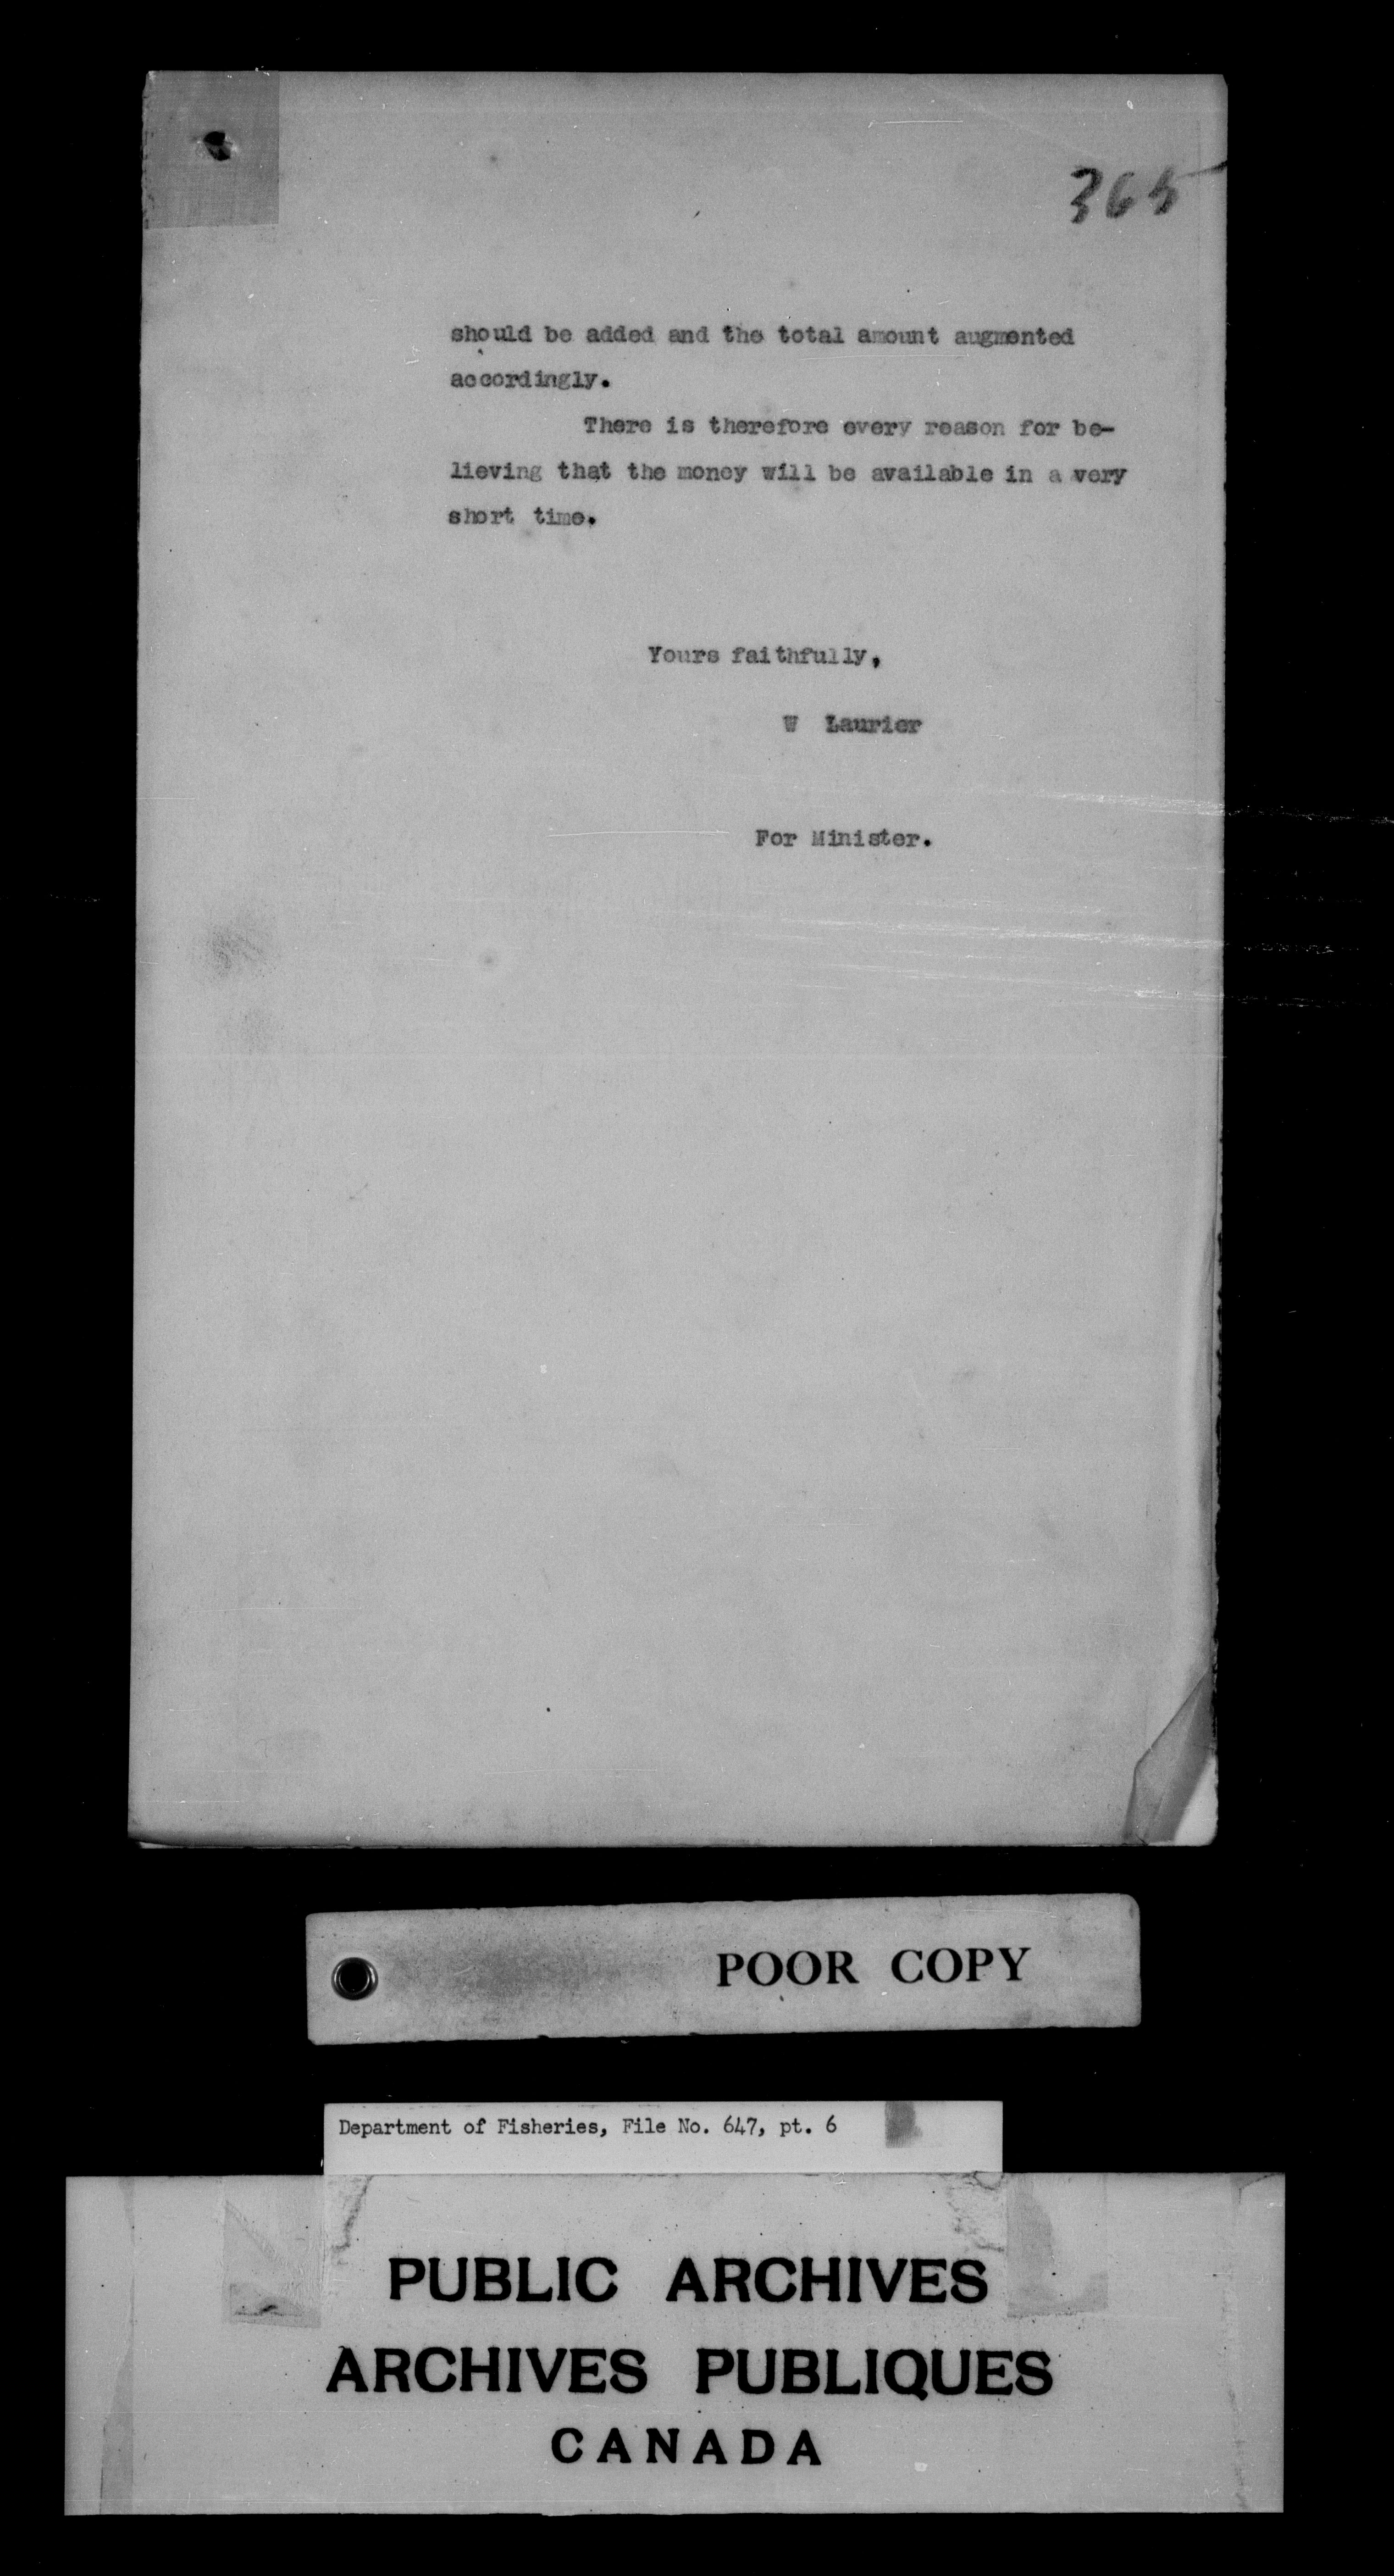 365
should be added and the total amount augmented
accordingly.
There is therefore every reason for be-
lieving that the money will be available in a very
short time.
Yours faithfully,
W Laurier
For Minister.
POOR COPY
Department of Fisheries, File No. 647, pt. 6
PUBLIC ARCHIVES
ARCHIVES PUBLIQUES
CANADA